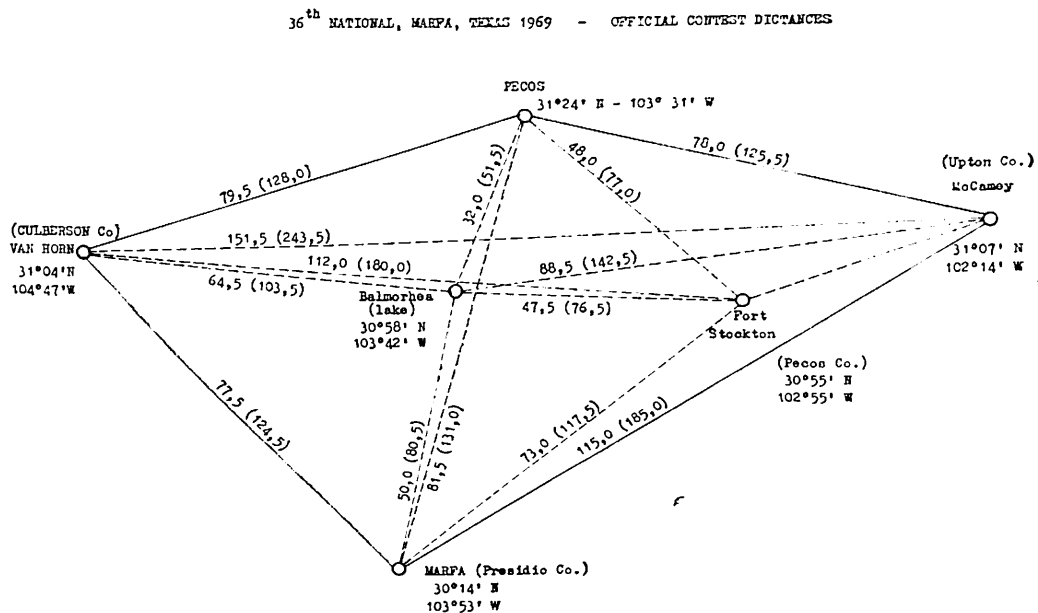 36th NATIONAL, MARFA, TEXAS 1969 - OFFICIAL CONTEST DICTANCES
PECOS
31°24' N - 103° 31' W
79,5 (128,0)
32,0 (51,5)
48,0 (77,0)
78,0 (125,5)
(Upton Co.)
McCamey
31°07' N
102°14' W
(CULBERSON Co)
VAN HORN
31°04'N
104°47'W
151,5 (243,5)
112,0 (180,0)
64,5 (103,5)
88,5 (142,5)
Balmorhea
(lake)
30°58' N
103°42' W
47,5 (76,5)
Fort
Stockton
(Pecos Co.)
30°55' N
102°55' W
77,5 (124,5)
50,0 (80,5)
81,5 (131,0)
73,0 (117,5)
115,0 (185,0)
MARFA (Presidio Co.)
30°14' N
103°53' W